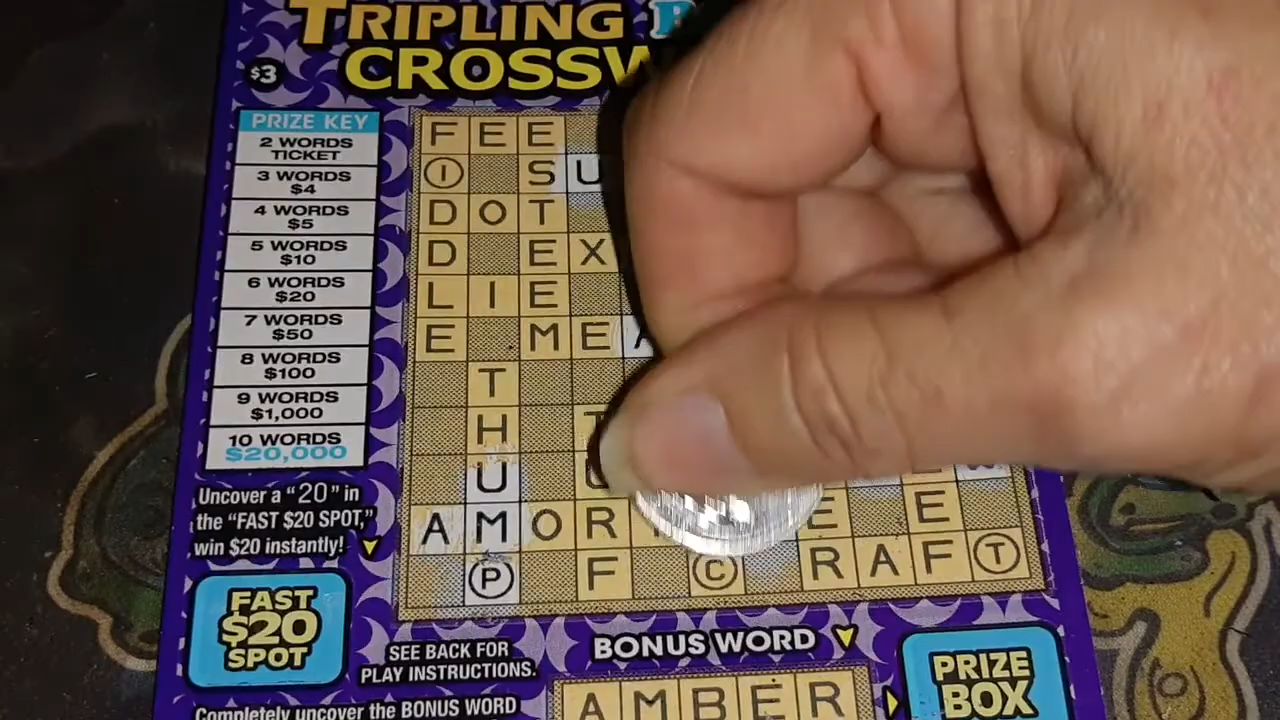 TRIPLING
$3
CROSSW
PRIZE KEY
2 WORDS
TICKET
3 WORDS
$4
4 WORDS
$5
5 WORDS
$10
6 WORDS
$20
7 WORDS
$50
8 WORDS
$100
9 WORDS
$1,000
10 WORDS
$20,000
F E E
I S U
D O T
D E X
L I E
E M E A
T
H
U U
A M O R E E
P F C R A F T
Uncover a "20" in
the "FAST $20 SPOT,"
win $20 instantly!
FAST
$20
SPOT
SEE BACK FOR
PLAY INSTRUCTIONS.
BONUS WORD
AMBER
PRIZE
BOX
Completely uncover the BONUS WORD